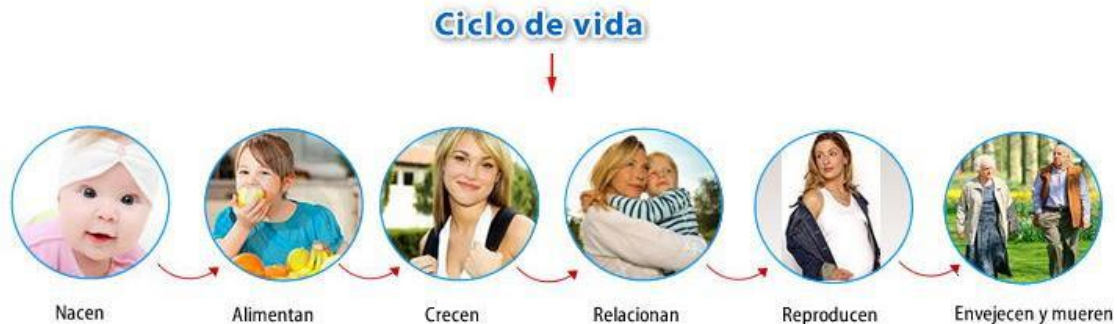 Ciclo de vida
Nacen
Alimentan
Crecen
Relacionan
Reproducen
Envejecen y mueren